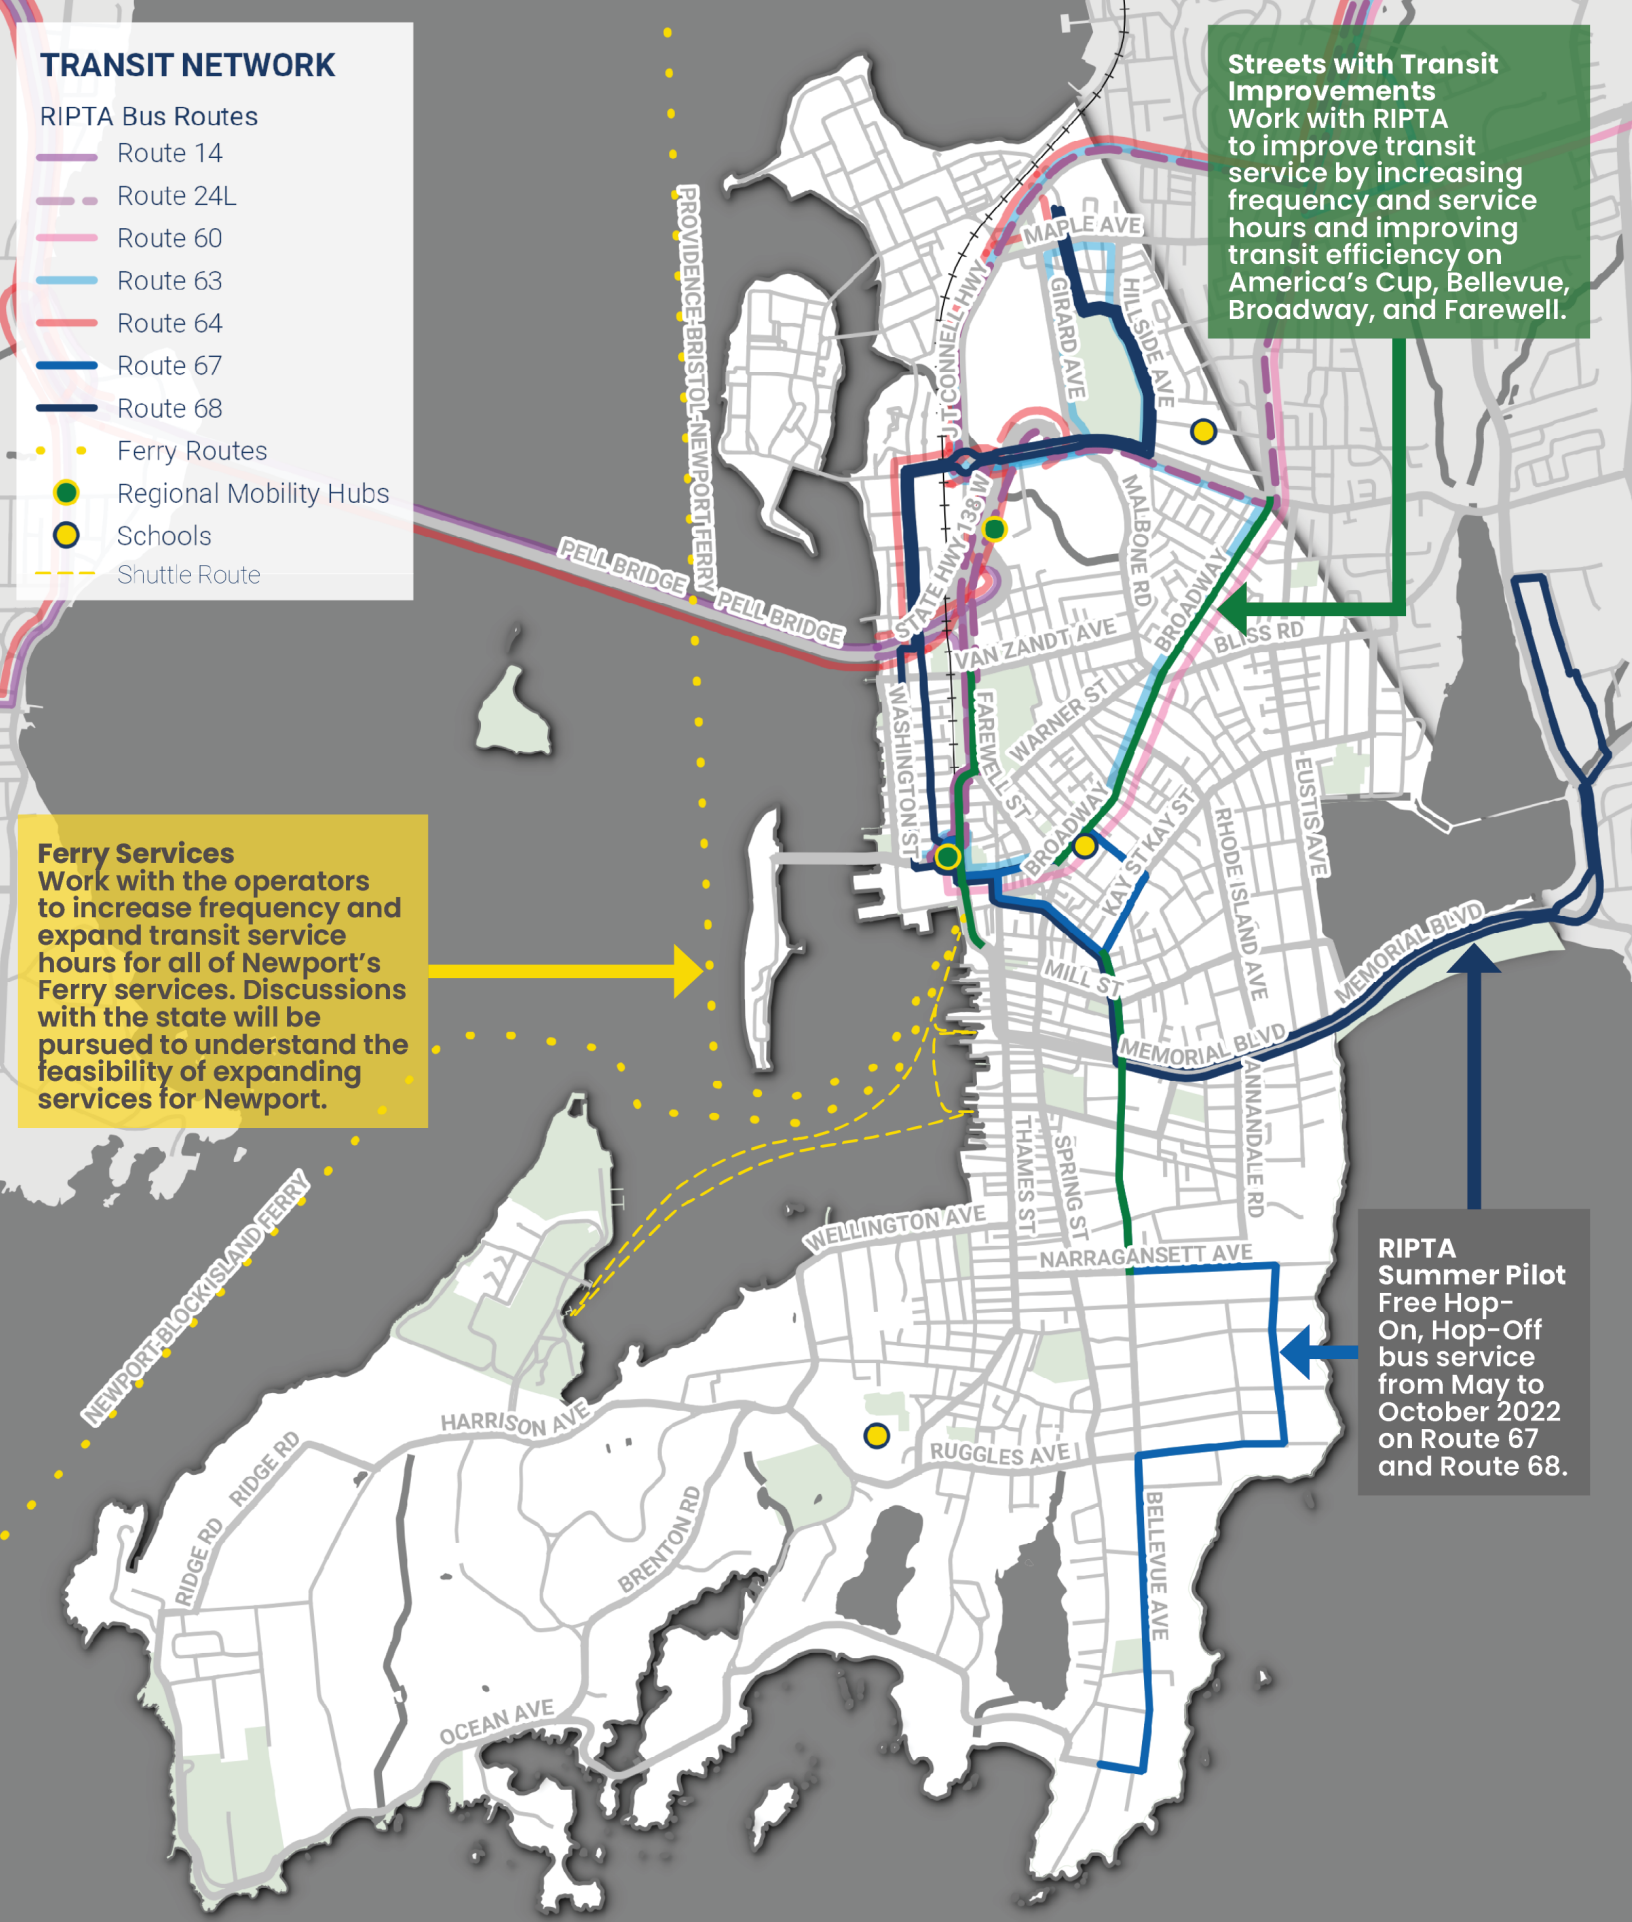 TRANSIT NETWORK
RIPTA Bus Routes
Route 14
Route 24L
Route 60
Route 63
Route 64
Route 67
Route 68
Ferry Routes
Regional Mobility Hubs
Schools
Shuttle Route
Streets with Transit
Improvements
Work with RIPTA
to improve transit
service by increasing
frequency and service
hours and improving
transit efficiency on
America's Cup, Bellevue,
Broadway, and Farewell.
PROVIDENCE-BRISTOL-NEWPORT FERRY
MAPLE AVE
JT CONNELL HWY
GIRARD AVE
HILLSIDE AVE
STATE HWY 138 W
MALBONE RD
PELL BRIDGE
PELL BRIDGE
BROADWAY
BLISS RD
VAN ZANDT AVE
WASHINGTON ST
FAREWELL ST
WARNER ST
EUSTIS AVE
BROADWAY
KAY ST
KAY ST
RHODE ISLAND AVE
Ferry Services
Work with the operators
to increase frequency and
expand transit service
hours for all of Newport's
Ferry services. Discussions
with the state will be
pursued to understand the
feasibility of expanding
services for Newport.
MILL ST
MEMORIAL BLVD
MEMORIAL BLVD
ANNANDALE RD
THAMES ST
SPRING ST
NEWPORT-BLOCK ISLAND FERRY
WELLINGTON AVE
NARRAGANSETT AVE
RIPTA
Summer Pilot
Free Hop-
On, Hop-Off
bus service
from May to
October 2022
on Route 67
and Route 68.
HARRISON AVE
RIDGE RD
RIDGE RD
RUGGLES AVE
BRENTON RD
BELLEVUE AVE
OCEAN AVE